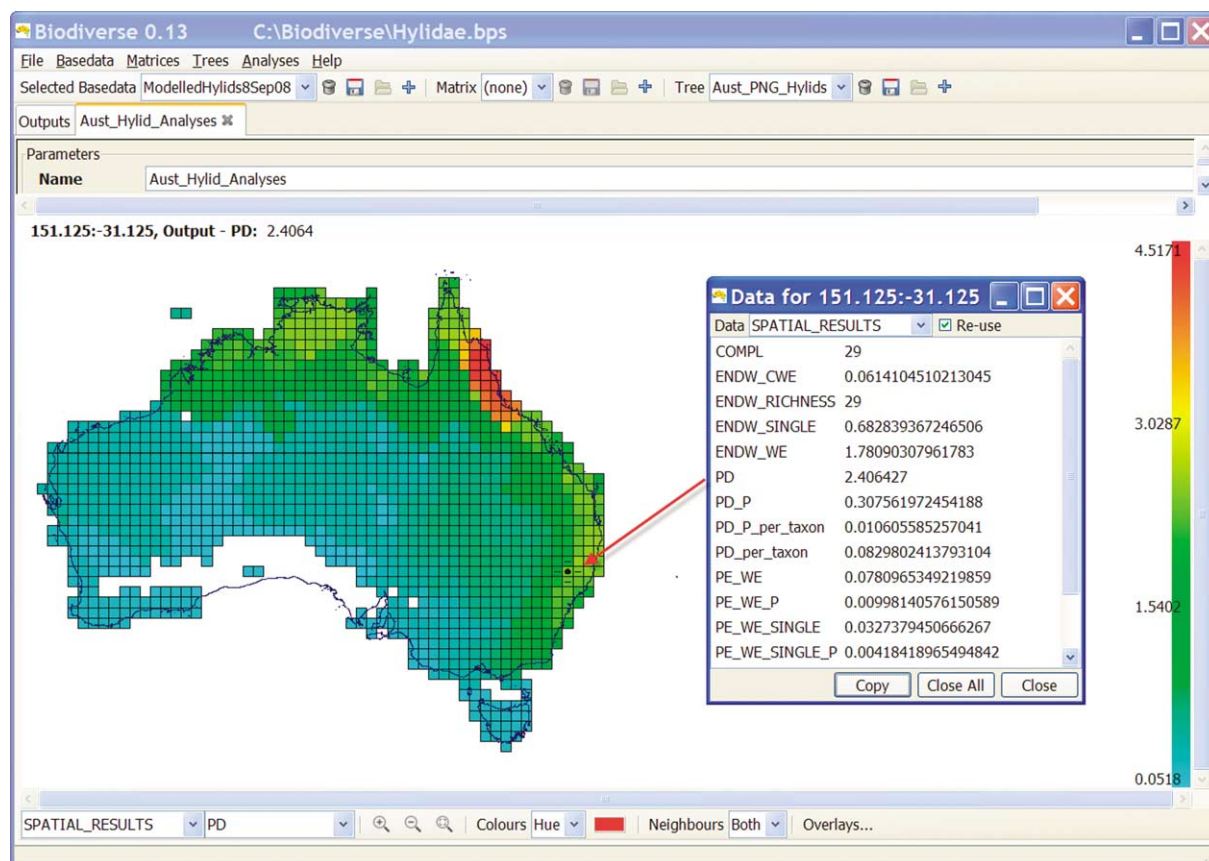 Biodiverse 0.13 C:\Biodiverse\Hylidae.bps
File Basedata Matrices Trees Analyses Help
Selected Basedata ModelledHylids8Sep08 Matrix (none) Tree Aust_PNG_Hylids
Outputs Aust_Hylid_Analyses
Parameters
Name Aust_Hylid_Analyses
151.125:-31.125, Output - PD: 2.4064
4.5171
3.0287
1.5402
0.0518
Data for 151.125:-31.125
Data SPATIAL_RESULTS Re-use
COMPL 29
ENDW_CWE 0.0614104510213045
ENDW_RICHNESS 29
ENDW_SINGLE 0.682839367246506
ENDW_WE 1.78090307961783
PD 2.406427
PD_P 0.307561972454188
PD_P_per_taxon 0.010605585257041
PD_per_taxon 0.0829802413793104
PE_WE 0.0780965349219859
PE_WE_P 0.00998140576150589
PE_WE_SINGLE 0.0327379450666267
PE_WE_SINGLE_P 0.00418418965494842
Copy Close All Close
SPATIAL_RESULTS PD Colours Hue Neighbours Both Overlays...